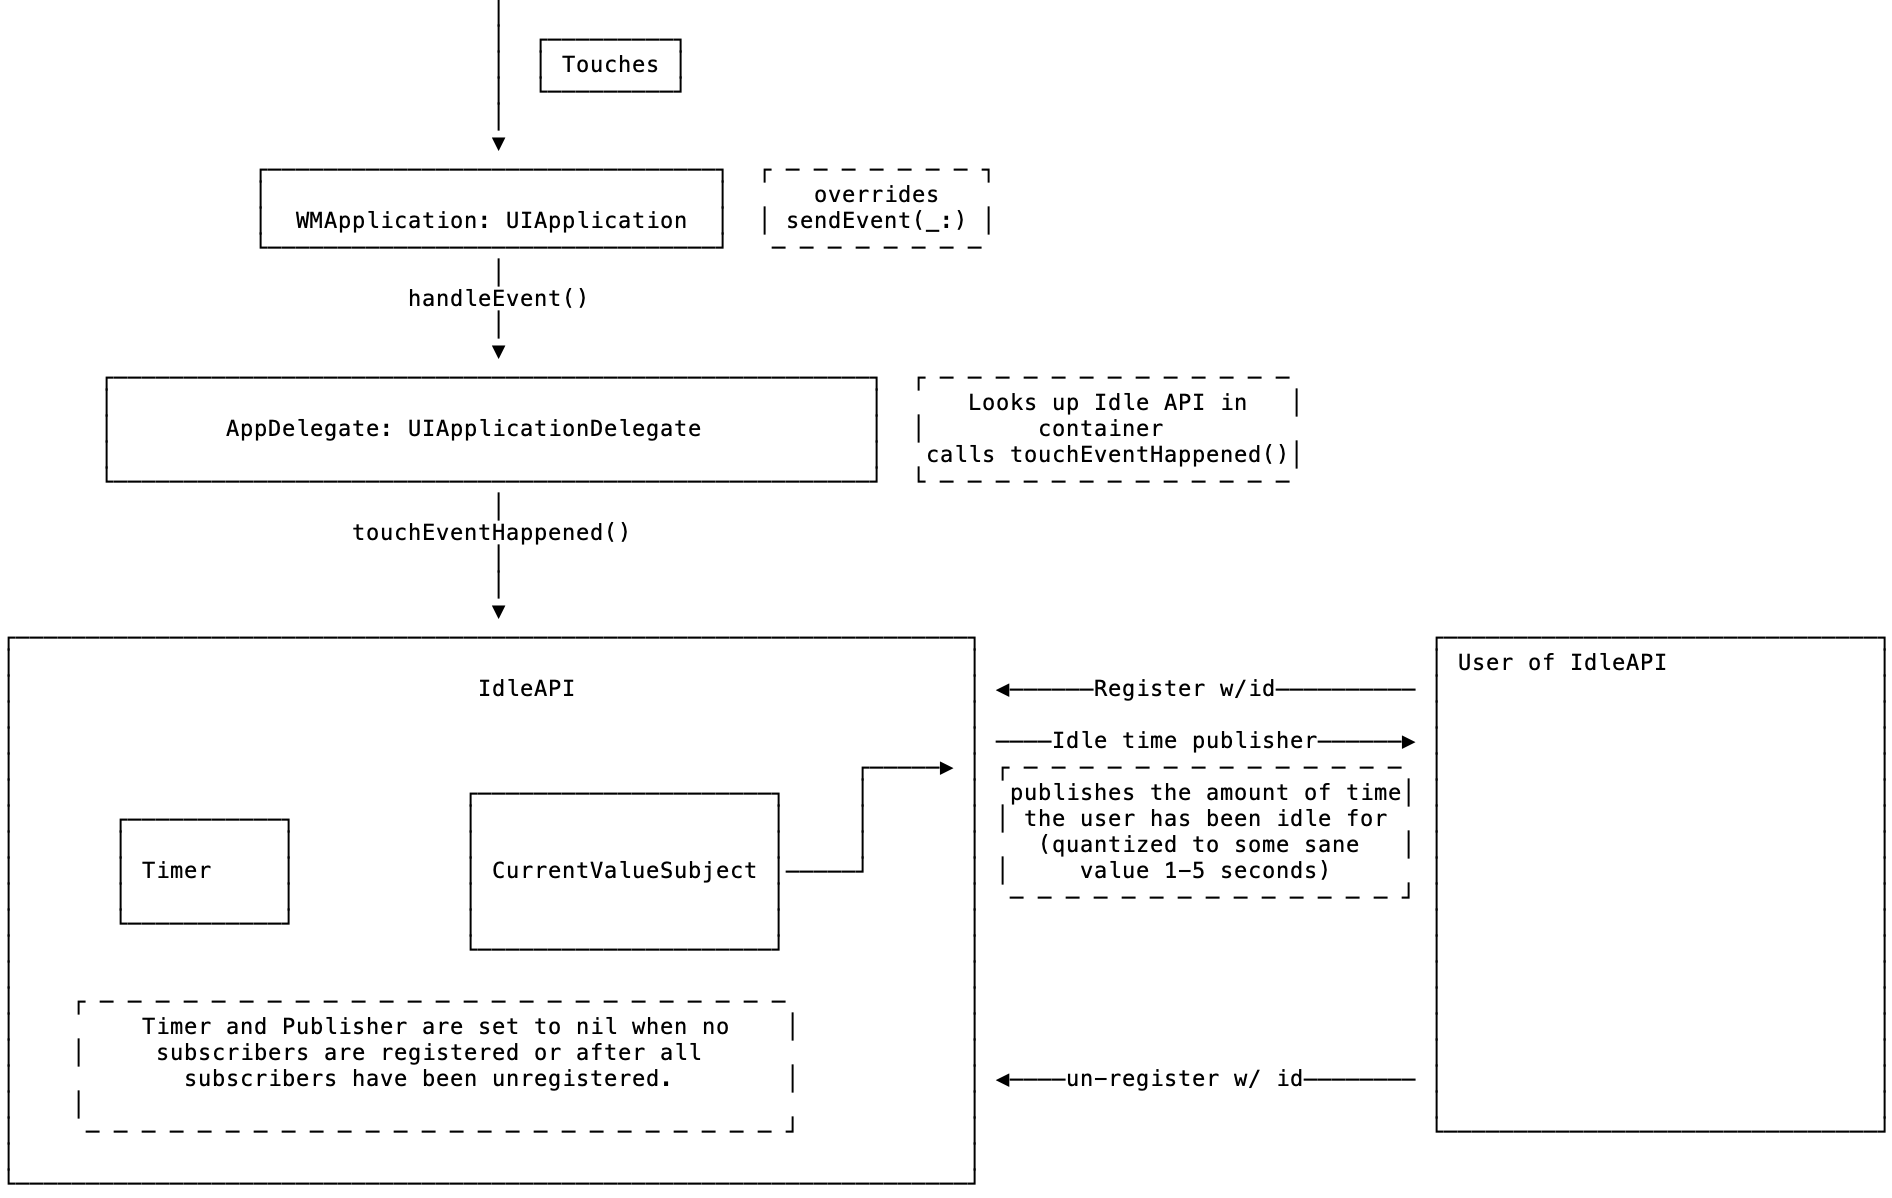 Touches
WMApplication: UIApplication
overrides
sendEvent(_:)
handleEvent()
AppDelegate: UIApplicationDelegate
Looks up Idle API in
container
calls touchEventHappened()
touchEventHappened()
IdleAPI
User of IdleAPI
Register w/id
Idle time publisher
publishes the amount of time
the user has been idle for
(quantized to some sane
value 1-5 seconds)
Timer
CurrentValueSubject
Timer and Publisher are set to nil when no
subscribers are registered or after all
subscribers have been unregistered.
un-register w/ id